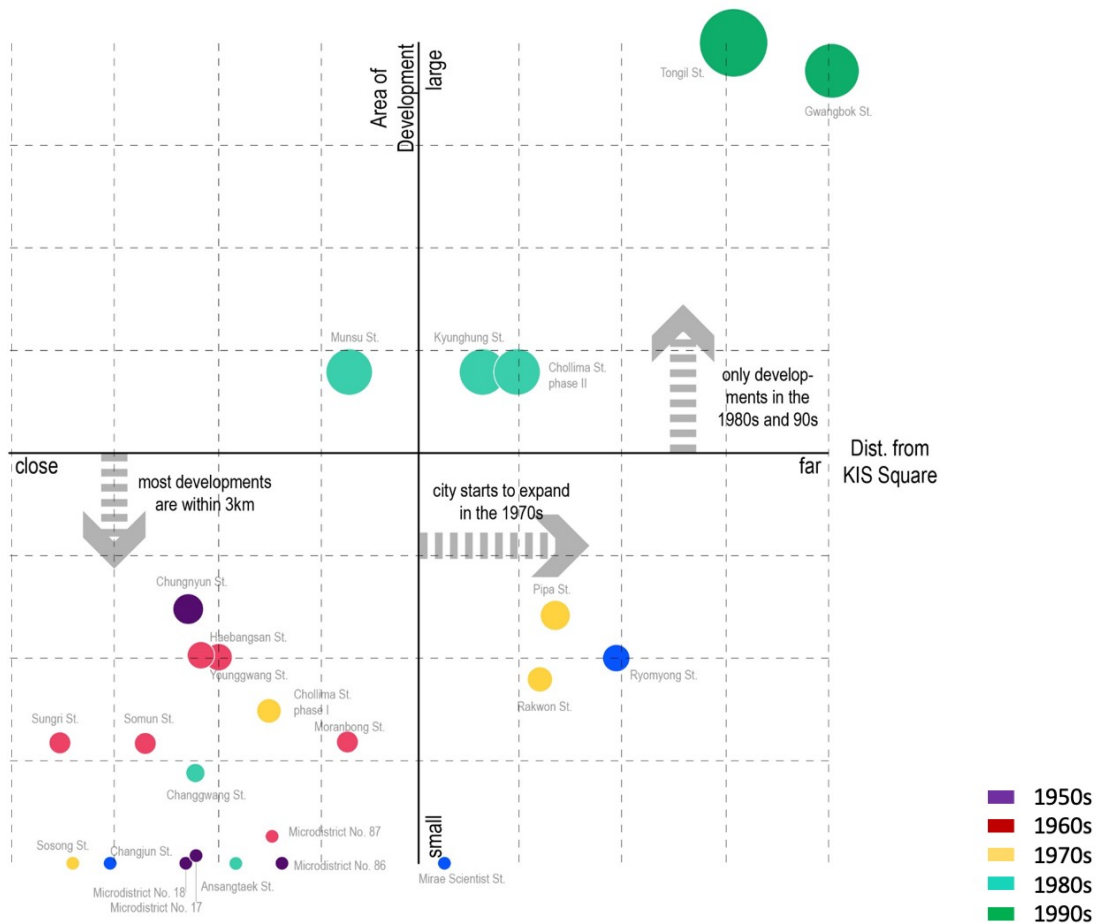 Area of
Development
large
Tongil St.
Gwangbok St.
Munsu St.
Kyunghung St.
Chollima St.
phase II
only develop-
ments in the
1980s and 90s
close
far
Dist. from
KIS Square
most developments
are within 3km
city starts to expand
in the 1970s
Chungnyun St.
Pipa St.
Haebangsan St.
Younggwang St.
Ryomyong St.
Chollima St.
phase I
Rakwon St.
Sungri St.
Somun St.
Moranbong St.
Changgwang St.
small
Microdistrict No. 87
Sosong St.
Changjun St.
Microdistrict No. 86
Microdistrict No. 18
Ansangtaek St.
Mirae Scientist St.
Microdistrict No. 17
1950s
1960s
1970s
1980s
1990s